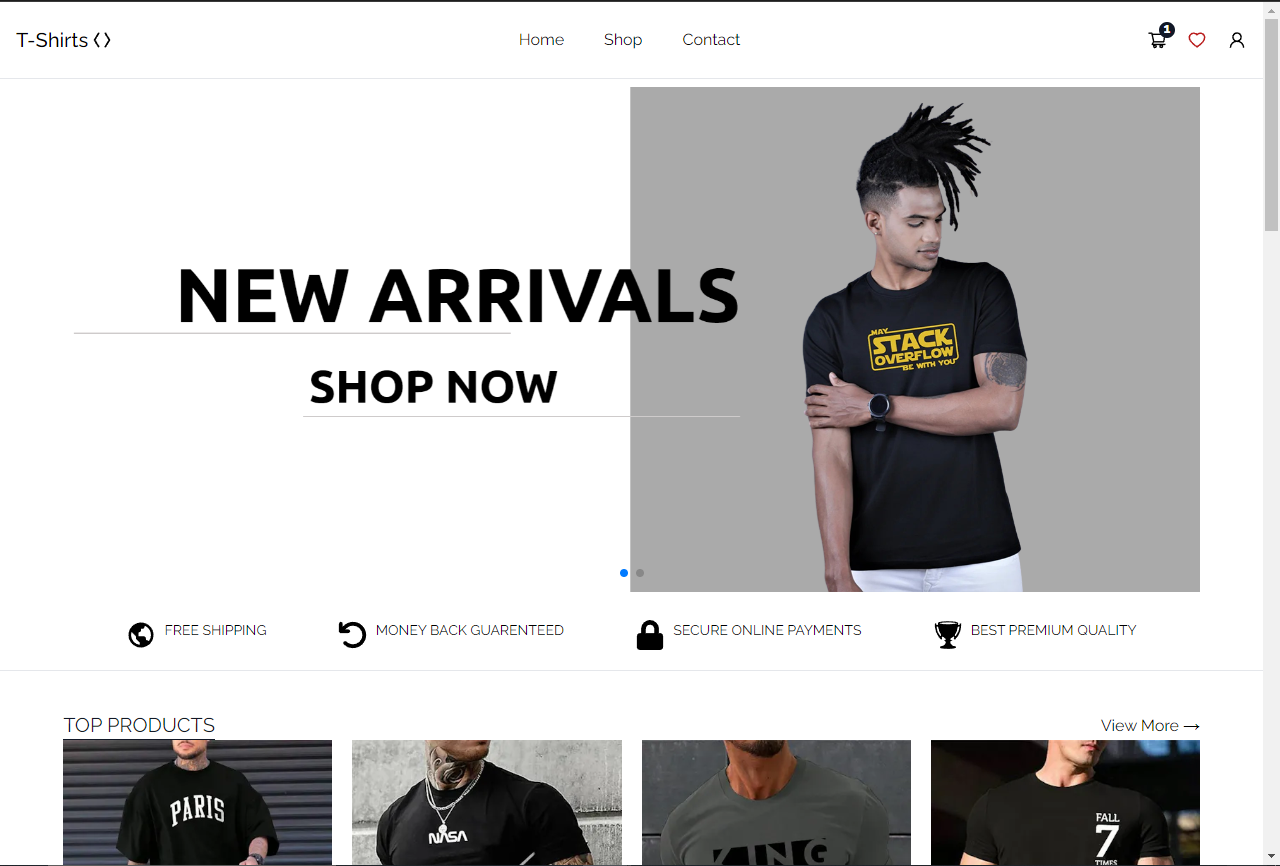 T-Shirts
Home
Shop
Contact
1
NEW ARRIVALS
SHOP NOW
MAY
STACK
OVERFLOW
BE WITH YOU
FREE SHIPPING
MONEY BACK GUARENTEED
SECURE ONLINE PAYMENTS
BEST PREMIUM QUALITY
TOP PRODUCTS
View More →
PARIS
NASA
KING
FALL
7
TIMES